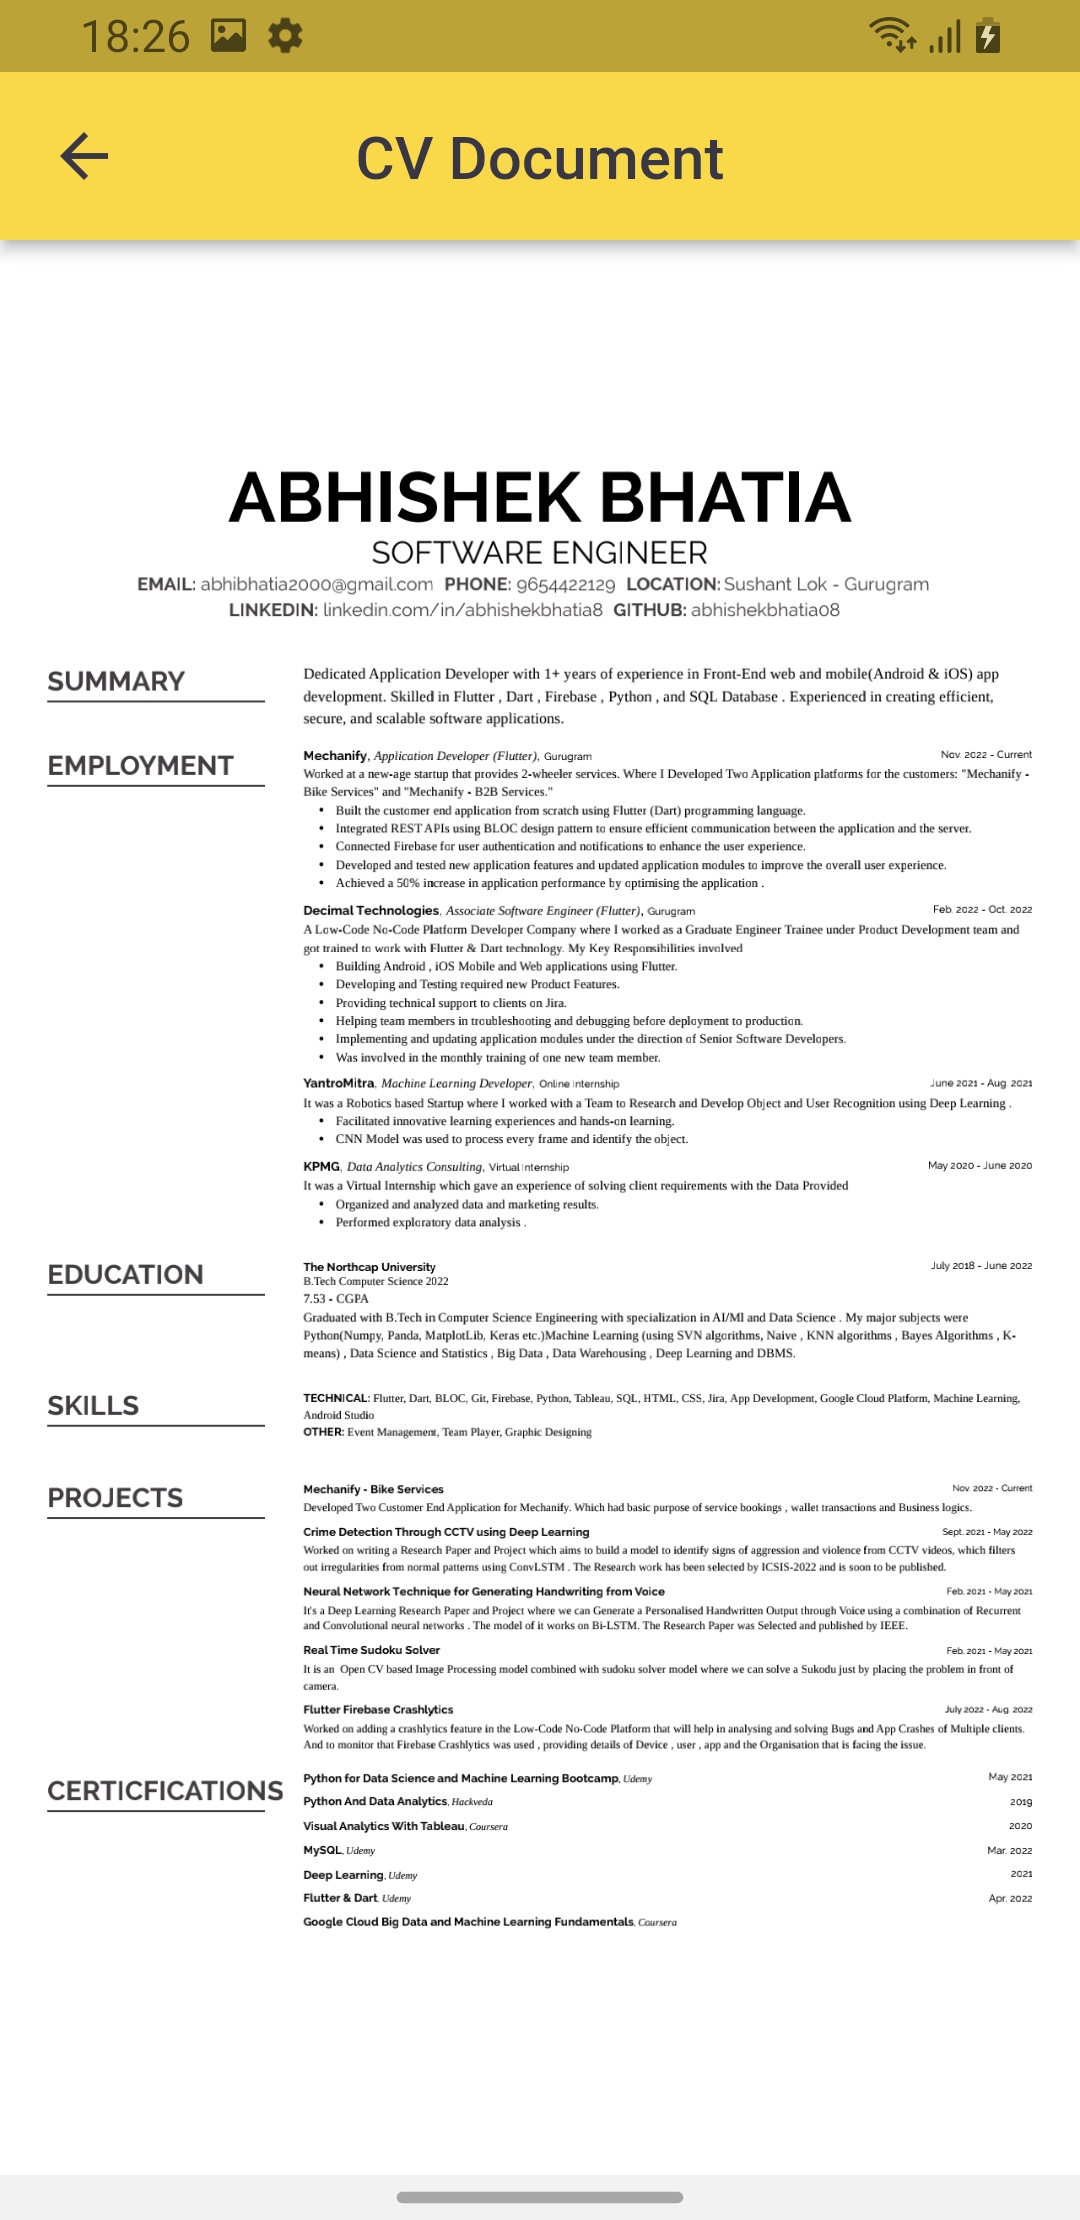 18:26
CV Document
ABHISHEK BHATIA
SOFTWARE ENGINEER
EMAIL: abhibhatia2000@gmail.com PHONE: 9654422129 LOCATION: Sushant Lok - Gurugram
LINKEDIN: linkedin.com/in/abhishekbhatia8 GITHUB: abhishekbhatia08
SUMMARY
Dedicated Application Developer with 1+ years of experience in Front-End web and mobile(Android & iOS) app
development. Skilled in Flutter , Dart , Firebase , Python , and SQL Database . Experienced in creating efficient,
secure, and scalable software applications.
EMPLOYMENT
Mechanify, Application Developer (Flutter), Gurugram Nov. 2022 - Current
Worked at a new-age startup that provides 2-wheeler services. Where I Developed Two Application platforms for the customers: "Mechanify -
Bike Services" and "Mechanify - B2B Services."
• Built the customer end application from scratch using Flutter (Dart) programming language.
• Integrated REST APIs using BLOC design pattern to ensure efficient communication between the application and the server.
• Connected Firebase for user authentication and notifications to enhance the user experience.
• Developed and tested new application features and updated application modules to improve the overall user experience.
• Achieved a 50% increase in application performance by optimising the application .
Decimal Technologies, Associate Software Engineer (Flutter), Gurugram Feb. 2022 - Oct. 2022
A Low-Code No-Code Platform Developer Company where I worked as a Graduate Engineer Trainee under Product Development team and
got trained to work with Flutter & Dart technology. My Key Responsibilities involved
• Building Android , iOS Mobile and Web applications using Flutter.
• Developing and Testing required new Product Features.
• Providing technical support to clients on Jira.
• Helping team members in troubleshooting and debugging before deployment to production.
• Implementing and updating application modules under the direction of Senior Software Developers.
• Was involved in the monthly training of one new team member.
YantroMitra, Machine Learning Developer, Online Internship June 2021 - Aug. 2021
It was a Robotics based Startup where I worked with a Team to Research and Develop Object and User Recognition using Deep Learning .
• Facilitated innovative learning experiences and hands-on learning.
• CNN Model was used to process every frame and identify the object.
KPMG, Data Analytics Consulting, Virtual Internship May 2020 - June 2020
It was a Virtual Internship which gave an experience of solving client requirements with the Data Provided
• Organized and analyzed data and marketing results.
• Performed exploratory data analysis .
EDUCATION
The Northcap University July 2018 - June 2022
B.Tech Computer Science 2022
7.53 - CGPA
Graduated with B.Tech in Computer Science Engineering with specialization in AI/Ml and Data Science . My major subjects were
Python(Numpy, Panda, MatplotLib, Keras etc.)Machine Learning (using SVN algorithms, Naive , KNN algorithms , Bayes Algorithms , K-
means) , Data Science and Statistics , Big Data , Data Warehousing , Deep Learning and DBMS.
SKILLS
TECHNICAL: Flutter, Dart, BLOC, Git, Firebase, Python, Tableau, SQL, HTML, CSS, Jira, App Development, Google Cloud Platform, Machine Learning,
Android Studio
OTHER: Event Management, Team Player, Graphic Designing
PROJECTS
Mechanify - Bike Services Nov. 2022 - Current
Developed Two Customer End Application for Mechanify. Which had basic purpose of service bookings , wallet transactions and Business logics.
Crime Detection Through CCTV using Deep Learning Sept. 2021 - May 2022
Worked on writing a Research Paper and Project which aims to build a model to identify signs of aggression and violence from CCTV videos, which filters
out irregularities from normal patterns using ConvLSTM . The Research work has been selected by ICSIS-2022 and is soon to be published.
Neural Network Technique for Generating Handwriting from Voice Feb. 2021 - May 2021
It's a Deep Learning Research Paper and Project where we can Generate a Personalised Handwritten Output through Voice using a combination of Recurrent
and Convolutional neural networks . The model of it works on Bi-LSTM. The Research Paper was Selected and published by IEEE.
Real Time Sudoku Solver Feb. 2021 - May 2021
It is an Open CV based Image Processing model combined with sudoku solver model where we can solve a Sukodu just by placing the problem in front of
camera.
Flutter Firebase Crashlytics July 2022 - Aug. 2022
Worked on adding a crashlytics feature in the Low-Code No-Code Platform that will help in analysing and solving Bugs and App Crashes of Multiple clients.
And to monitor that Firebase Crashlytics was used , providing details of Device , user , app and the Organisation that is facing the issue.
CERTICFICATIONS
Python for Data Science and Machine Learning Bootcamp, Udemy May 2021
Python And Data Analytics, Hackveda 2019
Visual Analytics With Tableau, Coursera 2020
MySQL, Udemy Mar. 2022
Deep Learning, Udemy 2021
Flutter & Dart, Udemy Apr. 2022
Google Cloud Big Data and Machine Learning Fundamentals, Coursera